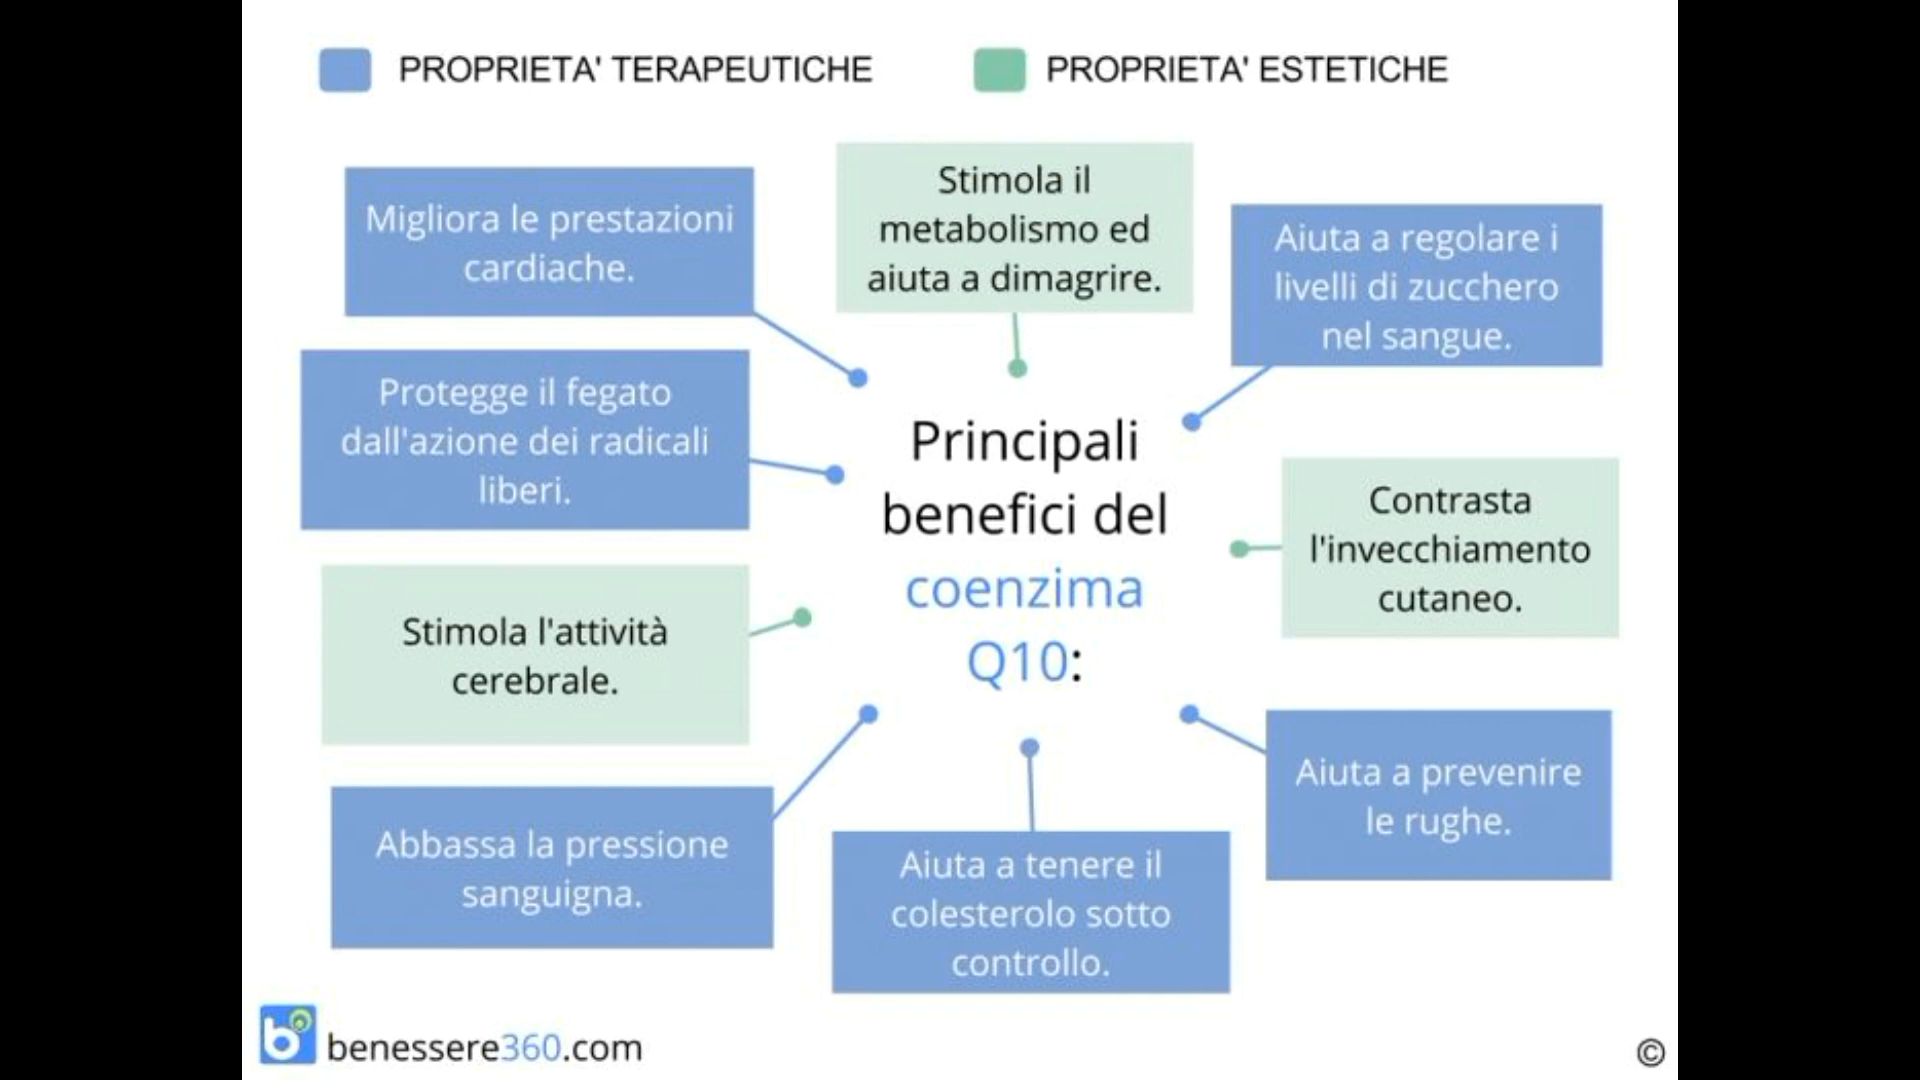 PROPRIETA' TERAPEUTICHE
PROPRIETA' ESTETICHE
Migliora le prestazioni
cardiache.
Stimola il
metabolismo ed
aiuta a dimagrire.
Aiuta a regolare i
livelli di zucchero
nel sangue.
Protegge il fegato
dall'azione dei radicali
liberi.
Principali
benefici del
coenzima
Q10:
Contrasta
l'invecchiamento
cutaneo.
Stimola l'attività
cerebrale.
Aiuta a prevenire
le rughe.
Abbassa la pressione
sanguigna.
Aiuta a tenere il
colesterolo sotto
controllo.
b
benessere360.com
©